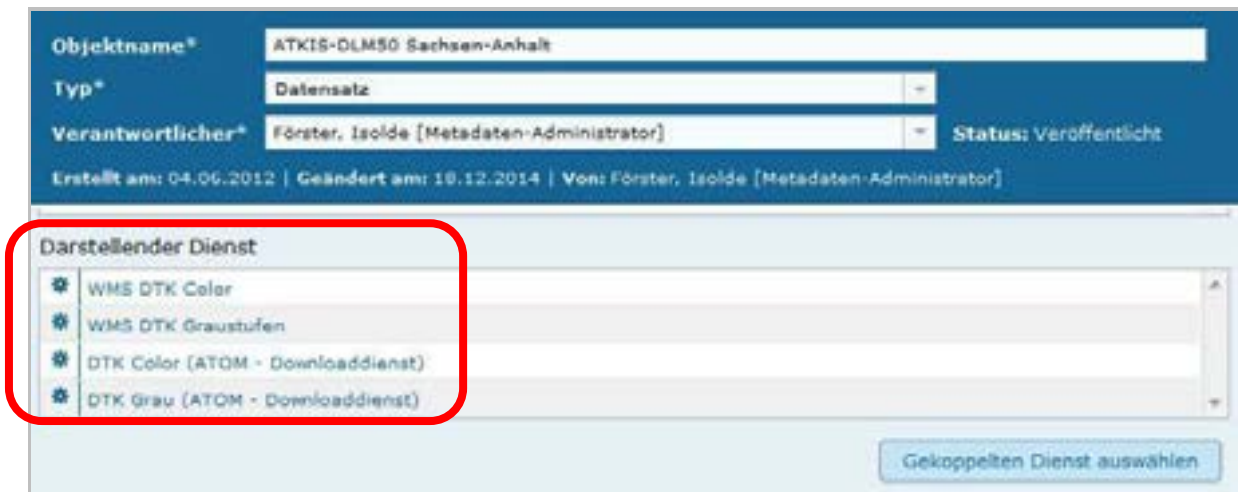 Objektname* ATKIS-DLM50 Sachsen-Anhalt
Typ* Datensatz
Verantwortlicher* Förster, Isolde [Metadaten-Administrator] Status: Veröffentlicht
Erstellt am: 04.06.2012 | Geändert am: 18.12.2014 | Von: Förster, Isolde [Metadaten-Administrator]
Darstellender Dienst
WMS DTK Color
WMS DTK Graustufen
DTK Color (ATOM - Downloaddienst)
DTK Grau (ATOM - Downloaddienst)
Gekoppelten Dienst auswählen